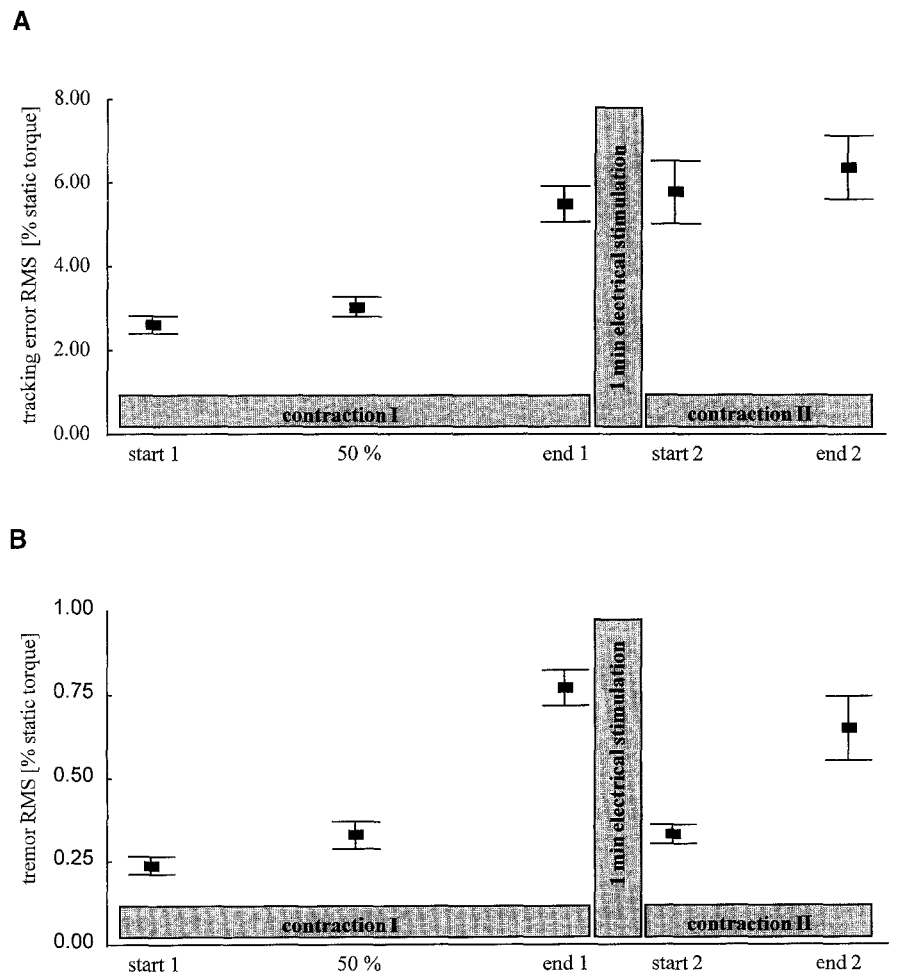 A
tracking error RMS [% static torque]
8.00
6.00
4.00
2.00
0.00
1 min electrical stimulation
contraction I
contraction II
start 1
50 %
end 1
start 2
end 2
B
tremor RMS [% static torque]
1.00
0.75
0.50
0.25
0.00
1 min electrical stimulation
contraction I
contraction II
start 1
50 %
end 1
start 2
end 2